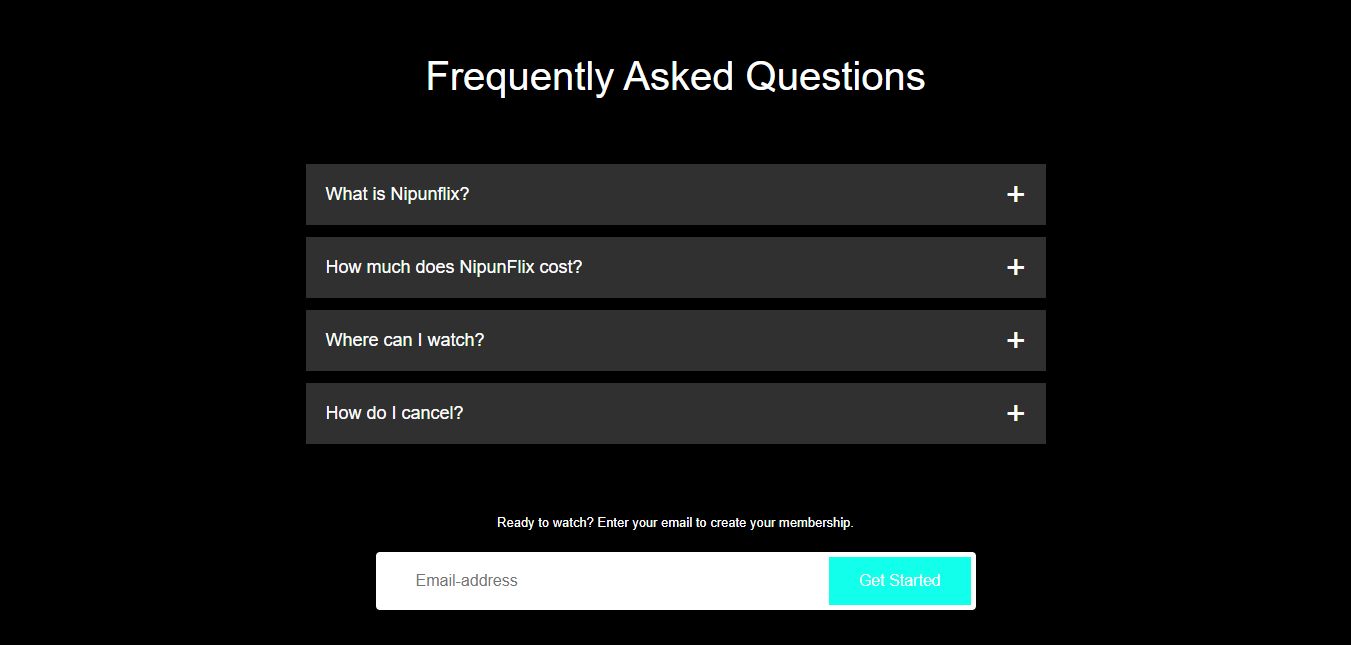 Frequently Asked Questions
What is Nipunflix?
How much does NipunFlix cost?
Where can I watch?
How do I cancel?
Ready to watch? Enter your email to create your membership.
Email-address
Get Started